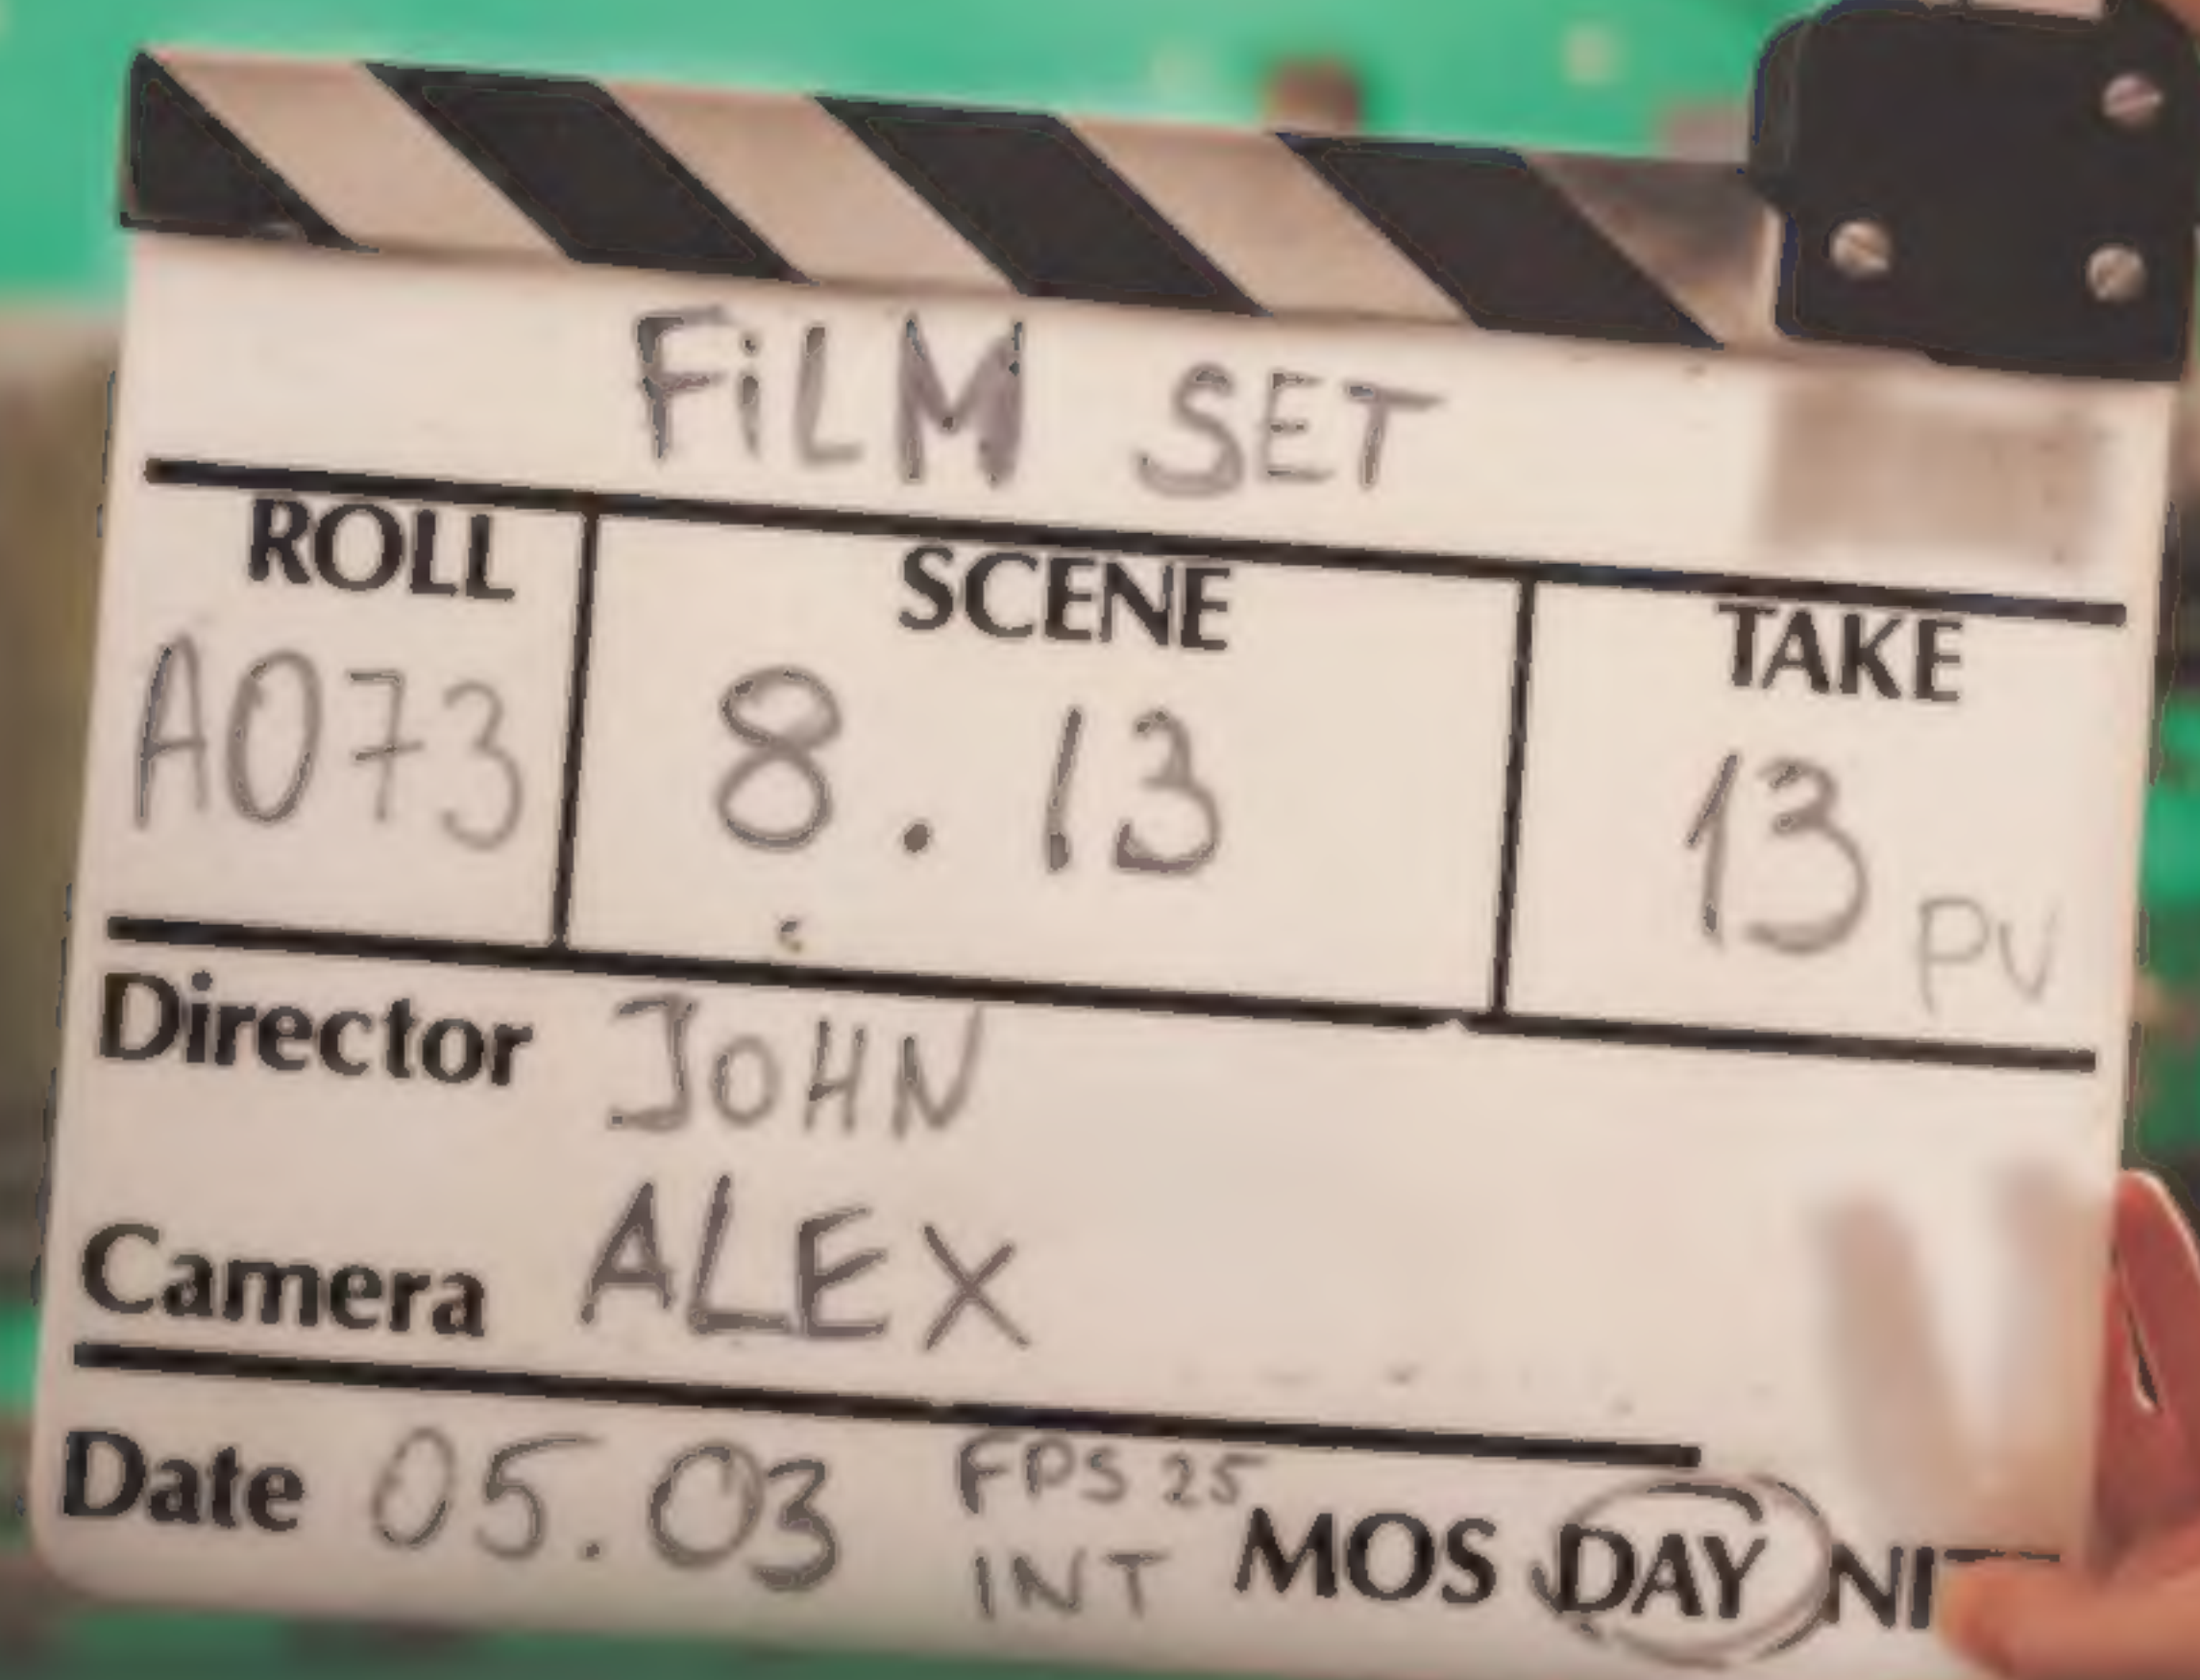 FiLM SET
ROLL SCENE TAKE
A073 8.13 13 PV
Director JOHN
Camera ALEX
Date 05.03 FPS 25
INT MOS DAY